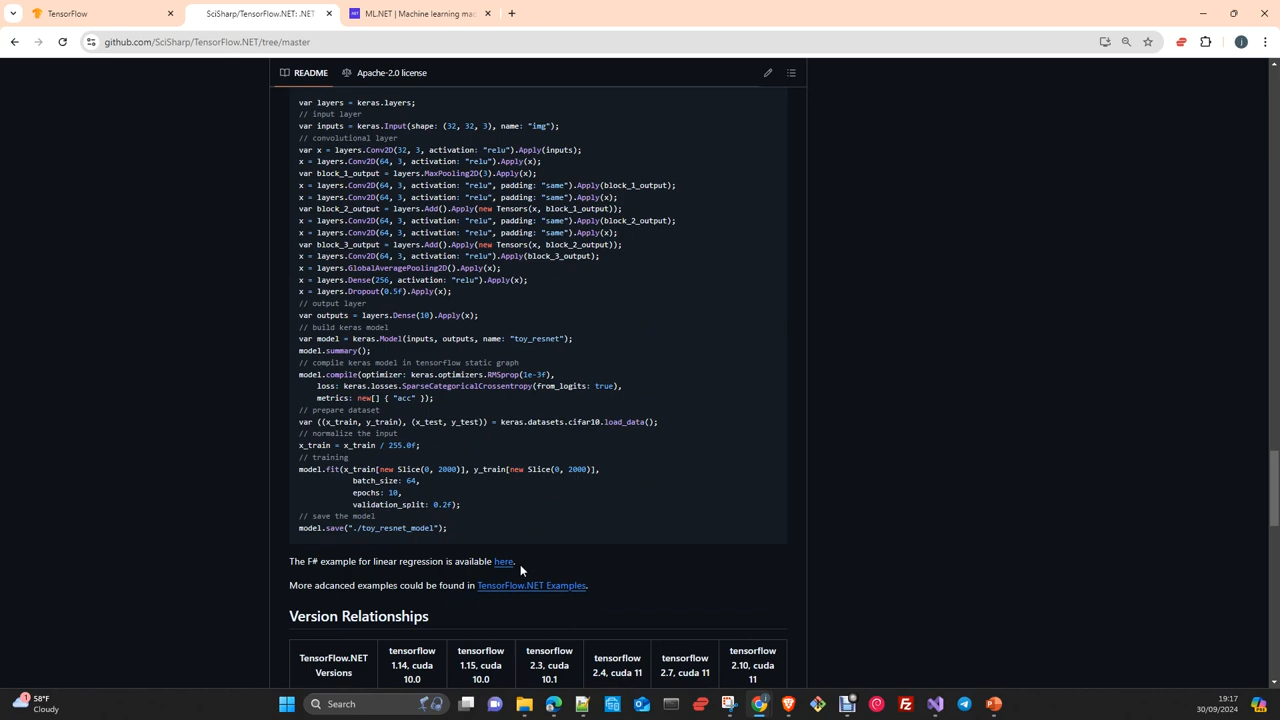 TensorFlow
SciSharp/TensorFlow.NET: .NET
ML.NET | Machine learning ma
github.com/SciSharp/TensorFlow.NET/tree/master
README
Apache-2.0 license
var layers = keras.layers;
// input layer
var inputs = keras.Input(shape: (32, 32, 3), name: "img");
// convolutional layer
var x = layers.Conv2D(32, 3, activation: "relu").Apply(inputs);
x = layers.Conv2D(64, 3, activation: "relu").Apply(x);
var block_1_output = layers.MaxPooling2D(3).Apply(x);
x = layers.Conv2D(64, 3, activation: "relu", padding: "same").Apply(block_1_output);
x = layers.Conv2D(64, 3, activation: "relu", padding: "same").Apply(x);
var block_2_output = layers.Add().Apply(new Tensors(x, block_1_output));
x = layers.Conv2D(64, 3, activation: "relu", padding: "same").Apply(block_2_output);
x = layers.Conv2D(64, 3, activation: "relu", padding: "same").Apply(x);
var block_3_output = layers.Add().Apply(new Tensors(x, block_2_output));
x = layers.Conv2D(64, 3, activation: "relu").Apply(block_3_output);
x = layers.GlobalAveragePooling2D().Apply(x);
x = layers.Dense(256, activation: "relu").Apply(x);
x = layers.Dropout(0.5f).Apply(x);
// output layer
var outputs = layers.Dense(10).Apply(x);
// build keras model
var model = keras.Model(inputs, outputs, name: "toy_resnet");
model.summary();
// compile keras model in tensorflow static graph
model.compile(optimizer: keras.optimizers.RMSprop(1e-3f),
loss: keras.losses.SparseCategoricalCrossentropy(from_logits: true),
metrics: new[] { "acc" });
// prepare dataset
var ((x_train, y_train), (x_test, y_test)) = keras.datasets.cifar10.load_data();
// normalize the input
x_train = x_train / 255.0f;
// training
model.fit(x_train[new Slice(0, 2000)], y_train[new Slice(0, 2000)],
batch_size: 64,
epochs: 10,
validation_split: 0.2f);
// save the model
model.save("./toy_resnet_model");
The F# example for linear regression is available here.
More adcanced examples could be found in TensorFlow.NET Examples.
Version Relationships
TensorFlow.NET Versions
tensorflow 1.14, cuda 10.0
tensorflow 1.15, cuda 10.0
tensorflow 2.3, cuda 10.1
tensorflow 2.4, cuda 11
tensorflow 2.7, cuda 11
tensorflow 2.10, cuda 11
58°F
Cloudy
Search
19:17
30/09/2024